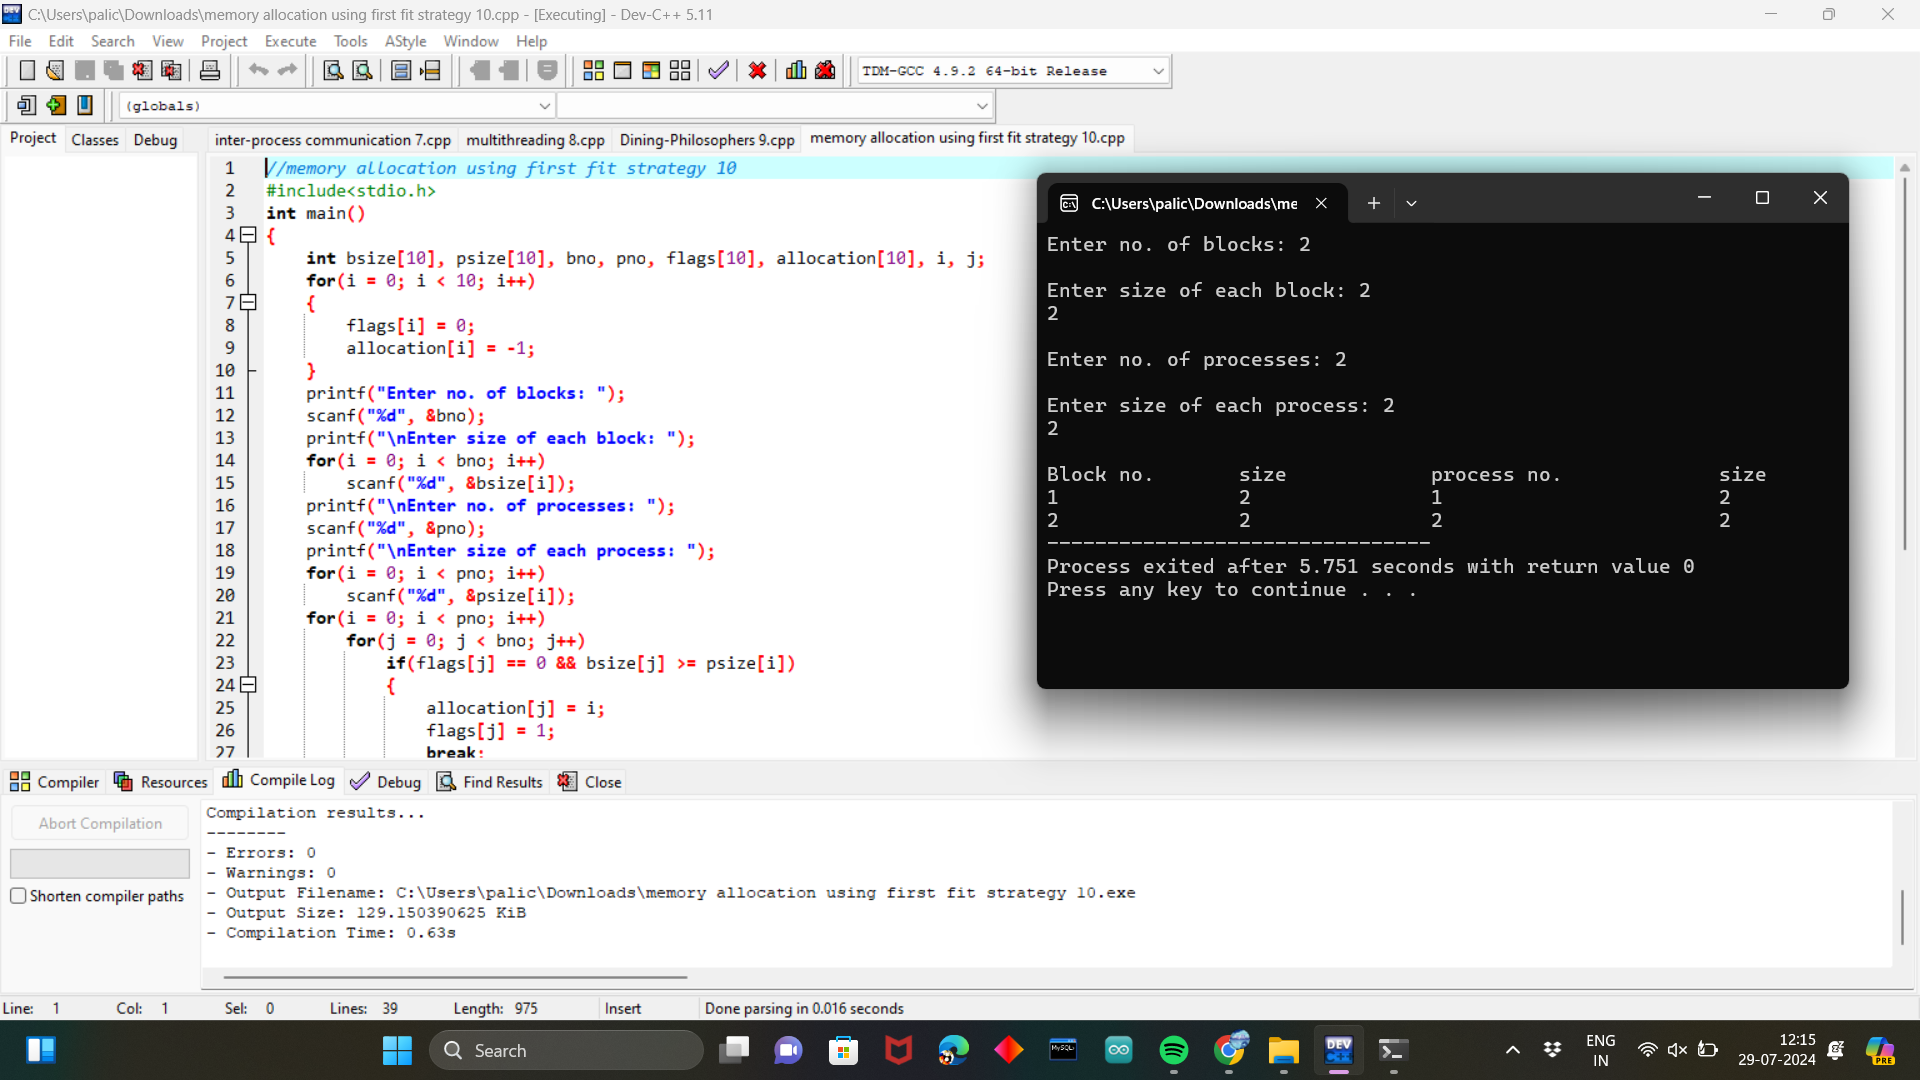 C:\Users\palic\Downloads\memory allocation using first fit strategy 10.cpp - [Executing] - Dev-C++ 5.11
File Edit Search View Project Execute Tools AStyle Window Help
TDM-GCC 4.9.2 64-bit Release
(globals)
Project Classes Debug
inter-process communication 7.cpp multithreading 8.cpp Dining-Philosophers 9.cpp memory allocation using first fit strategy 10.cpp
1 //memory allocation using first fit strategy 10
2 #include<stdio.h>
3 int main()
4 {
5 int bsize[10], psize[10], bno, pno, flags[10], allocation[10], i, j;
6 for(i = 0; i < 10; i++)
7 {
8 flags[i] = 0;
9 allocation[i] = -1;
10 }
11 printf("Enter no. of blocks: ");
12 scanf("%d", &bno);
13 printf("\nEnter size of each block: ");
14 for(i = 0; i < bno; i++)
15 scanf("%d", &bsize[i]);
16 printf("\nEnter no. of processes: ");
17 scanf("%d", &pno);
18 printf("\nEnter size of each process: ");
19 for(i = 0; i < pno; i++)
20 scanf("%d", &psize[i]);
21 for(i = 0; i < pno; i++)
22 for(j = 0; j < bno; j++)
23 if(flags[j] == 0 && bsize[j] >= psize[i])
24 {
25 allocation[j] = i;
26 flags[j] = 1;
27 break;
C:\Users\palic\Downloads\me
Enter no. of blocks: 2
Enter size of each block: 2
2
Enter no. of processes: 2
Enter size of each process: 2
2
Block no. size process no. size
1 2 1 2
2 2 2 2
--------------------------------
Process exited after 5.751 seconds with return value 0
Press any key to continue . . .
Compiler Resources Compile Log Debug Find Results Close
Abort Compilation
Shorten compiler paths
Compilation results...
--------
- Errors: 0
- Warnings: 0
- Output Filename: C:\Users\palic\Downloads\memory allocation using first fit strategy 10.exe
- Output Size: 129.150390625 KiB
- Compilation Time: 0.63s
Line: 1 Col: 1 Sel: 0 Lines: 39 Length: 975 Insert Done parsing in 0.016 seconds
Search
DEV
MySQL
ENG
IN
12:15
29-07-2024
PRE